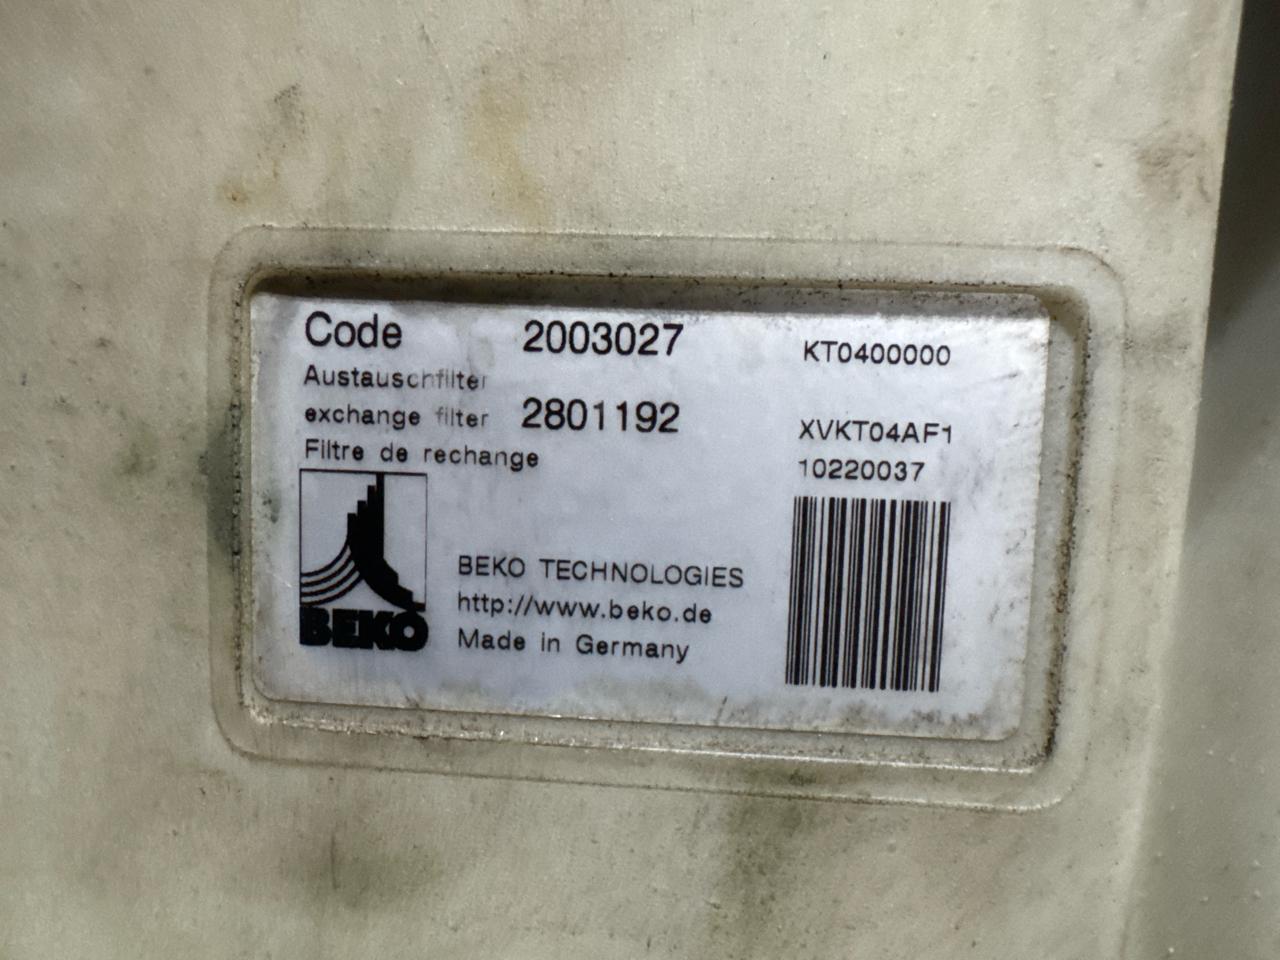 Code 2003027 KT0400000
Austauschfilter
exchange filter 2801192 XVKT04AF1
Filtre de rechange 10220037
BEKO
BEKO TECHNOLOGIES
http://www.beko.de
Made in Germany